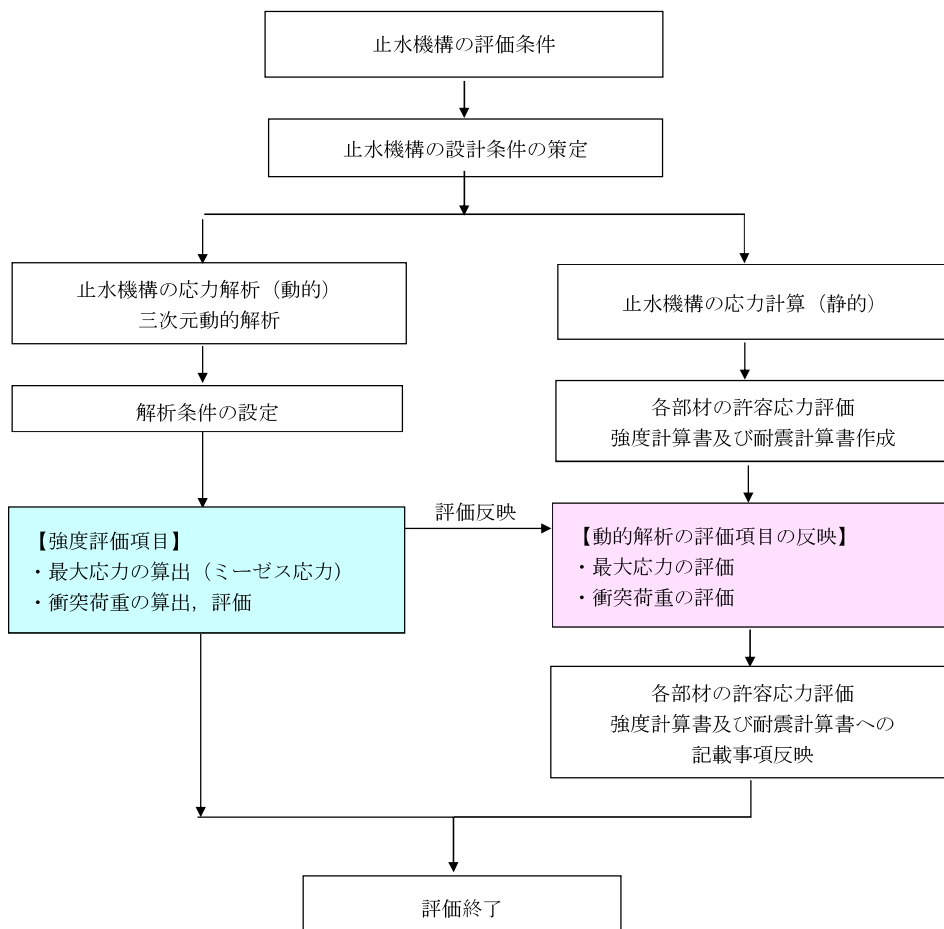 止水機構の評価条件
止水機構の設計条件の策定
止水機構の応力解析（動的）
三次元動的解析
止水機構の応力計算（静的）
解析条件の設定
各部材の許容応力評価
強度計算書及び耐震計算書作成
【強度評価項目】
・最大応力の算出（ミーゼス応力）
・衝突荷重の算出，評価
評価反映
【動的解析の評価項目の反映】
・最大応力の評価
・衝突荷重の評価
各部材の許容応力評価
強度計算書及び耐震計算書への
記載事項反映
評価終了